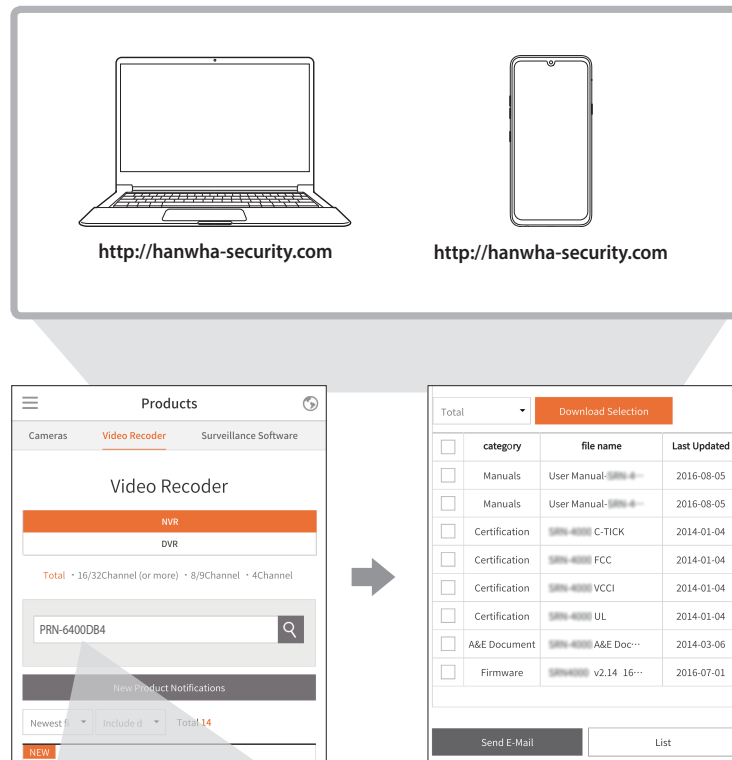 http://hanwha-security.com
http://hanwha-security.com
Products
Cameras Video Recoder Surveillance Software
Video Recoder
NVR
DVR
Total · 16/32Channel (or more) · 8/9Channel · 4Channel
PRN-6400DB4
New Product Notifications
Newest f Include d Total 14
NEW
Total Download Selection
category file name Last Updated
Manuals User Manual- 2016-08-05
Manuals User Manual- 2016-08-05
Certification C-TICK 2014-01-04
Certification FCC 2014-01-04
Certification VCCI 2014-01-04
Certification UL 2014-01-04
A&E Document A&E Doc··· 2014-03-06
Firmware v2.14 16··· 2016-07-01
Send E-Mail List